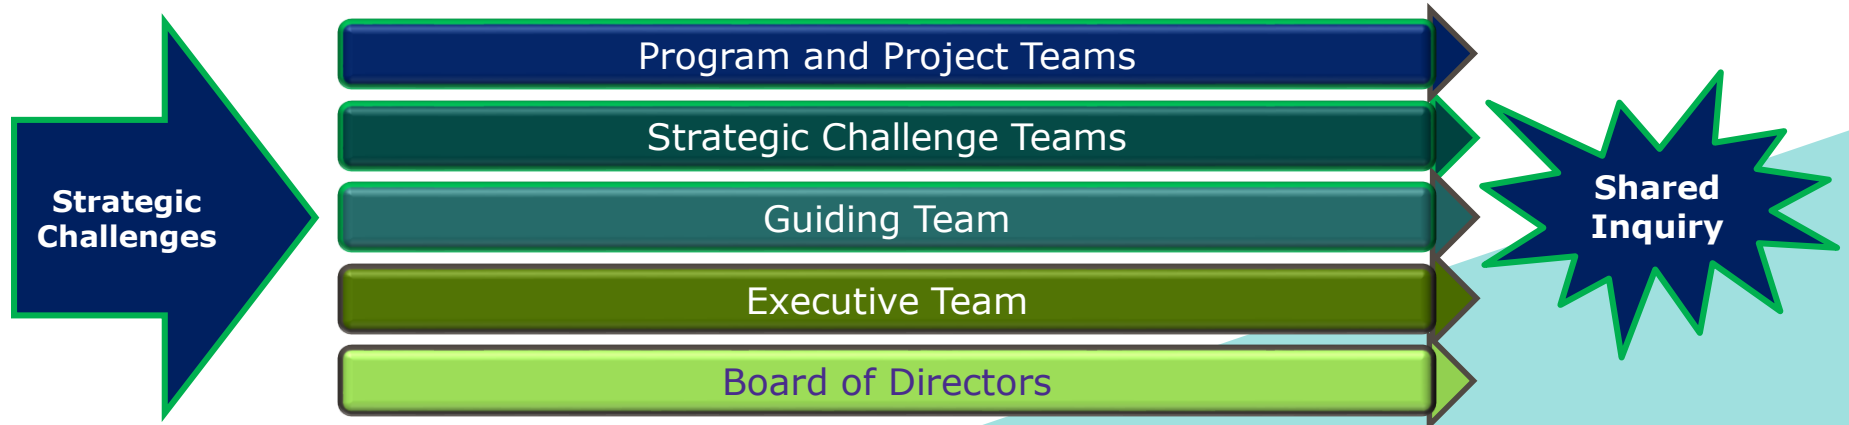 Strategic
Challenges
Program and Project Teams
Strategic Challenge Teams
Guiding Team
Executive Team
Board of Directors
Shared
Inquiry